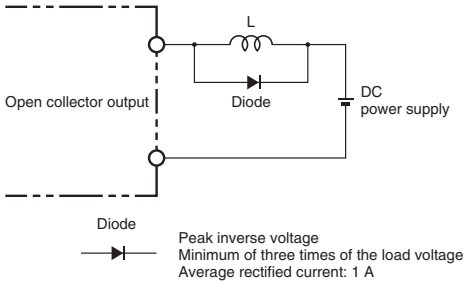 L
Open collector output
Diode
DC
power supply
Diode
Peak inverse voltage
Minimum of three times of the load voltage
Average rectified current: 1 A